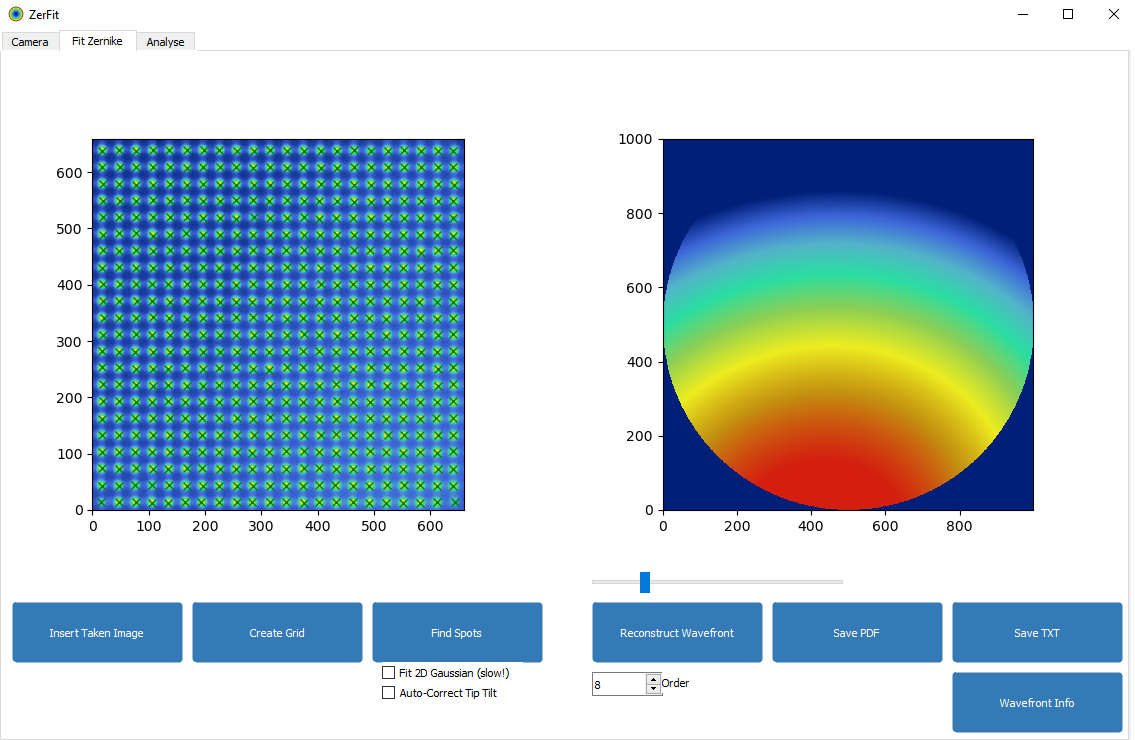 ZerFit
Camera Fit Zernike Analyse
600
500
400
300
200
100
0
0 100 200 300 400 500 600
1000
800
600
400
200
0
0 200 400 600 800
Insert Taken Image Create Grid Find Spots Reconstruct Wavefront Save PDF Save TXT
Fit 2D Gaussian (slow!)
Auto-Correct Tip Tilt
8 Order
Wavefront Info